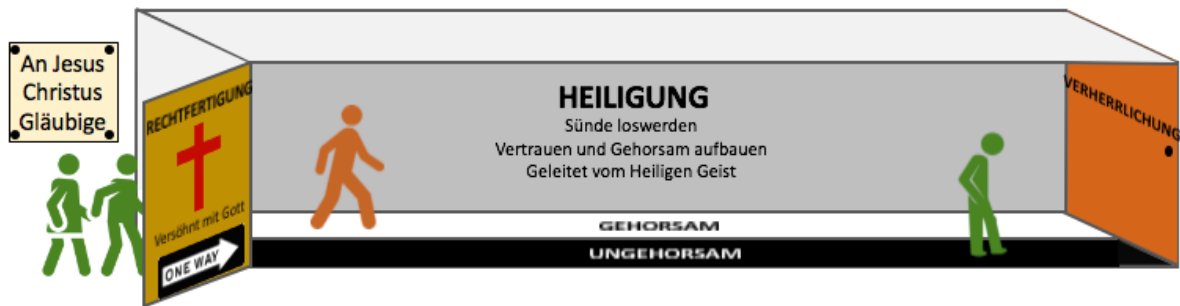 An Jesus
Christus
Gläubige
RECHTFERTIGUNG
Versöhnt mit Gott
ONE WAY
HEILIGUNG
Sünde loswerden
Vertrauen und Gehorsam aufbauen
Geleitet vom Heiligen Geist
GEHORSAM
UNGEHORSAM
VERHERRLICHUNG